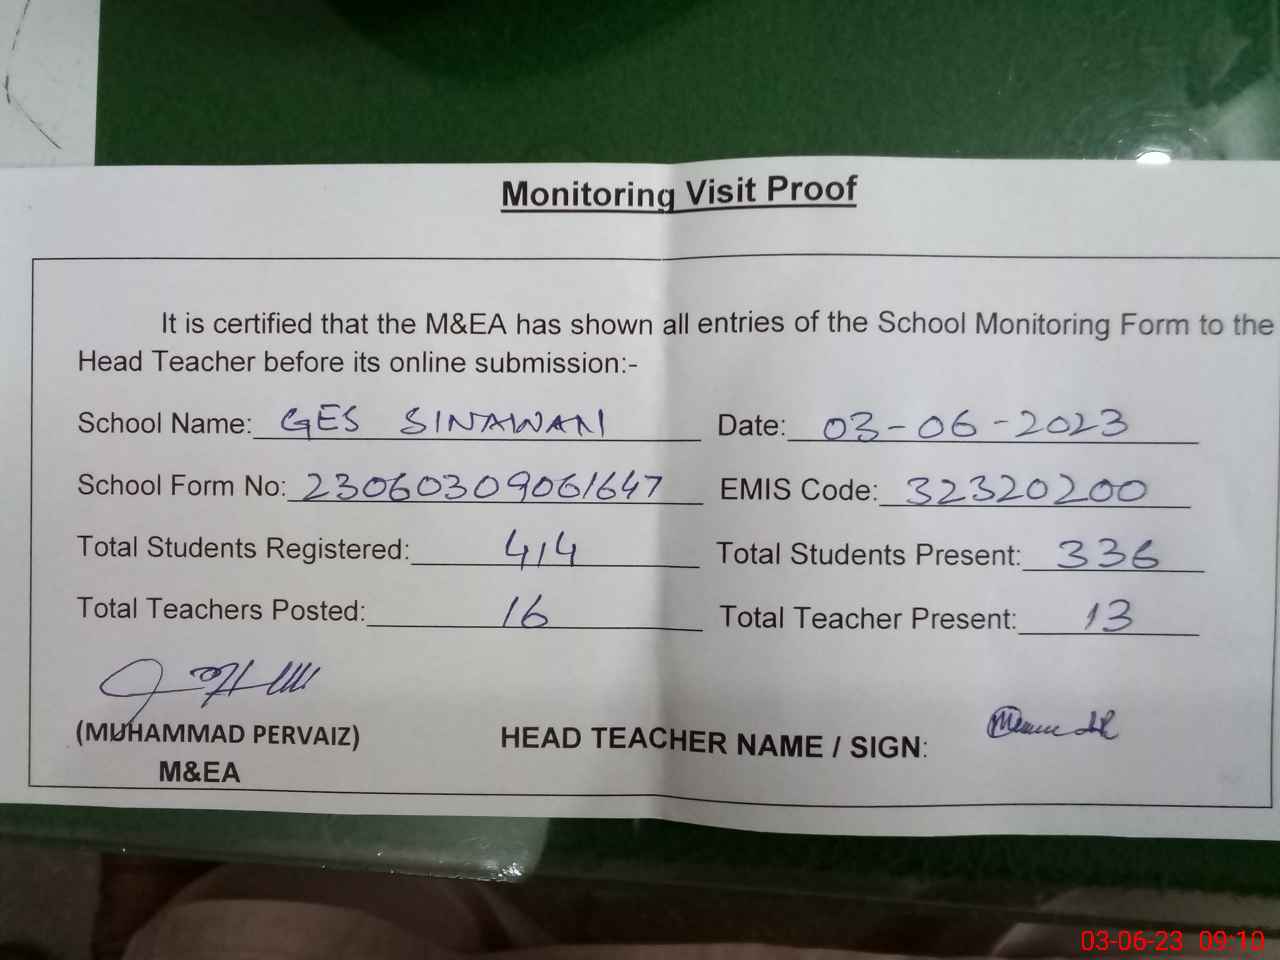 Monitoring Visit Proof
It is certified that the M&EA has shown all entries of the School Monitoring Form to the
Head Teacher before its online submission:-
School Name: GES SINAWAN Date: 03-06-2023
School Form No: 23060309061647 EMIS Code: 32320200
Total Students Registered: 414 Total Students Present: 336
Total Teachers Posted: 16 Total Teacher Present: 13
(MUHAMMAD PERVAIZ) HEAD TEACHER NAME / SIGN:
M&EA
03-06-23 09:10